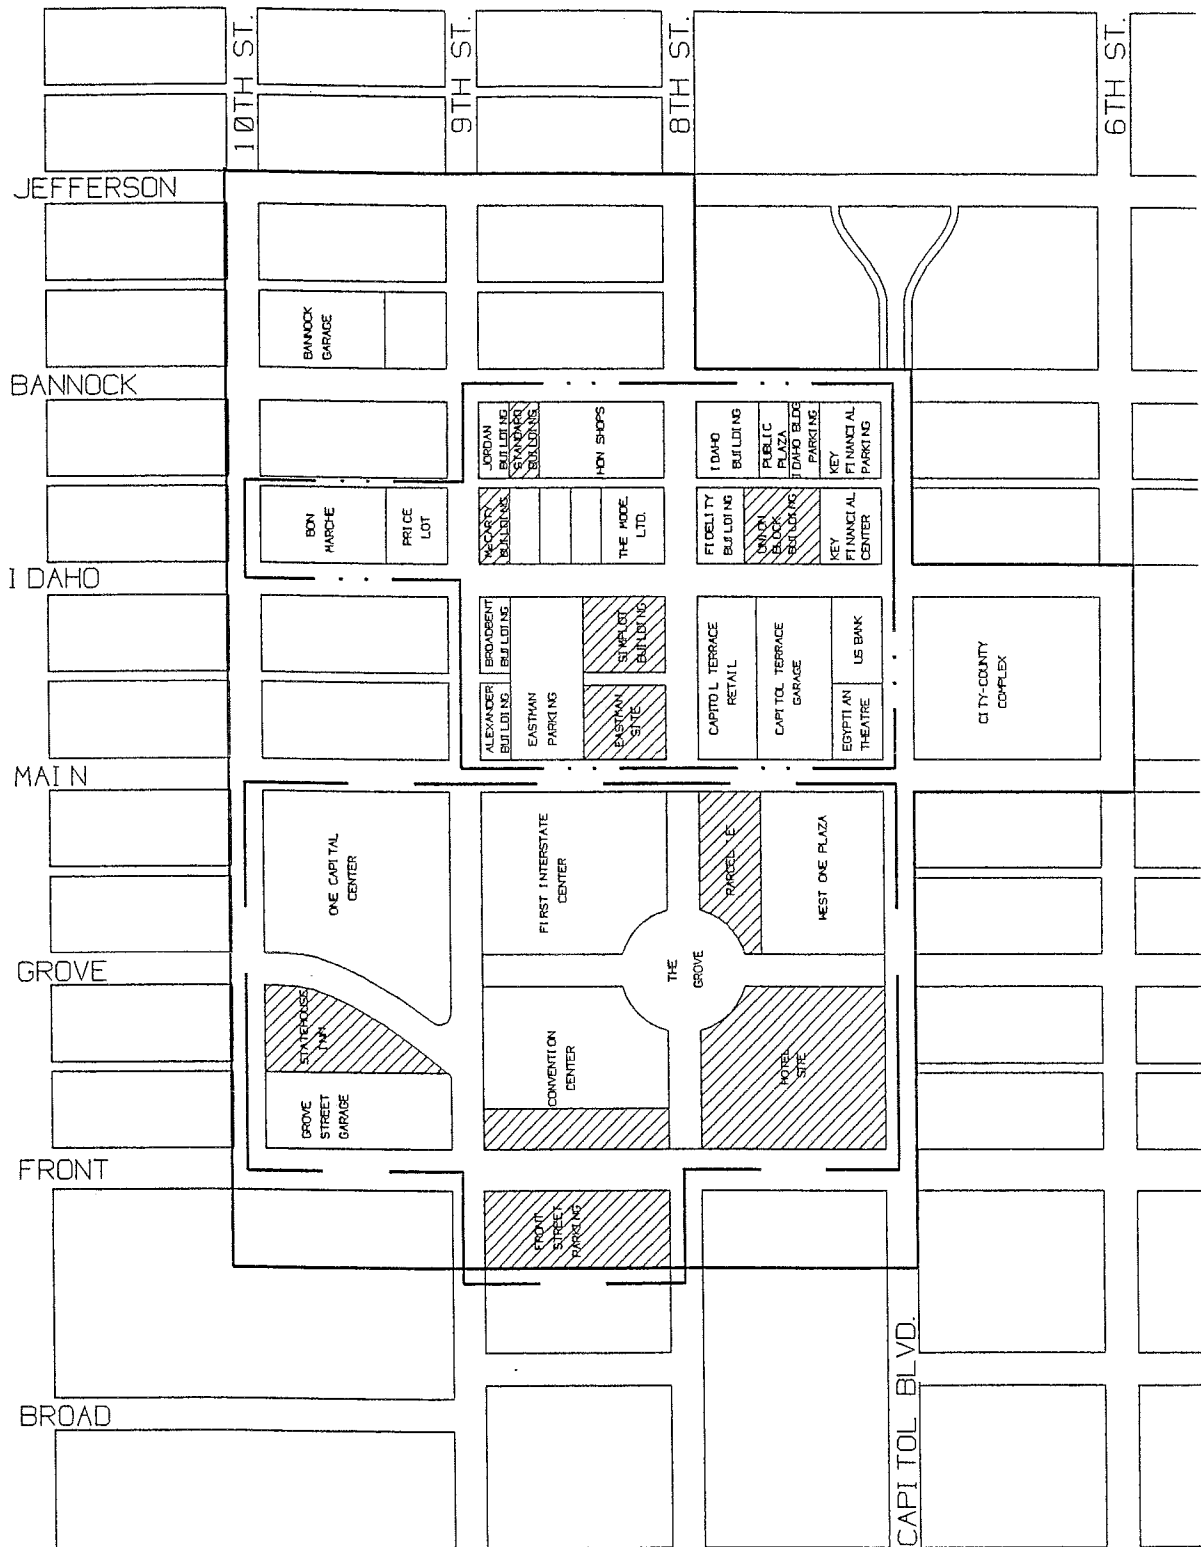 10TH ST.
9TH ST.
8TH ST.
6TH ST.
JEFFERSON
BANNOCK
GARAGE
BANNOCK
JORDAN
BUILDING
STANDARD
BUILDING
HON SHOPS
IDAHO
BUILDING
PUBLIC
PLAZA
IDAHO BLDG
PARKING
KEY
FINANCIAL
PARKING
BON
MARCHE
PRICE
LOT
McCARTY
BUILDING
THE MODE
LTD.
FIDELITY
BUILDING
UNION
BLOCK
BUILDING
KEY
FINANCIAL
CENTER
IDAHO
BROADBENT
BUILDING
ALEXANDER
BUILDING
EASTMAN
PARKING
SIMPLOT
BUILDING
EASTMAN
SITE
CAPITOL TERRACE
RETAIL
CAPITOL TERRACE
GARAGE
US BANK
EGYPTIAN
THEATRE
CITY-COUNTY
COMPLEX
MAIN
ONE CAPITAL
CENTER
FIRST INTERSTATE
CENTER
PARCEL
WEST ONE PLAZA
THE
GROVE
GROVE
STATEHOUSE
INN
GROVE
STREET
GARAGE
CONVENTION
CENTER
HOTEL
SITE
FRONT
FRONT
STREET
PARKING
BROAD
CAPITOL BLVD.